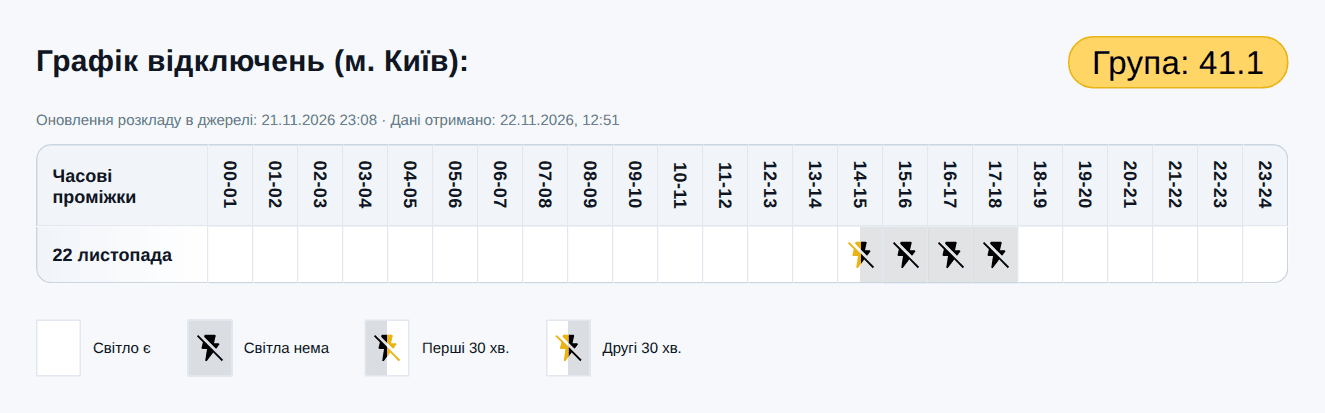 Графік відключень (м. Київ):
Група: 41.1
Оновлення розкладу в джерелі: 21.11.2026 23:08 · Дані отримано: 22.11.2026, 12:51
Часові
проміжки
00-01
01-02
02-03
03-04
04-05
05-06
06-07
07-08
08-09
09-10
10-11
11-12
12-13
13-14
14-15
15-16
16-17
17-18
18-19
19-20
20-21
21-22
22-23
23-24
22 листопада
Світло є
Світла нема
Перші 30 хв.
Другі 30 хв.